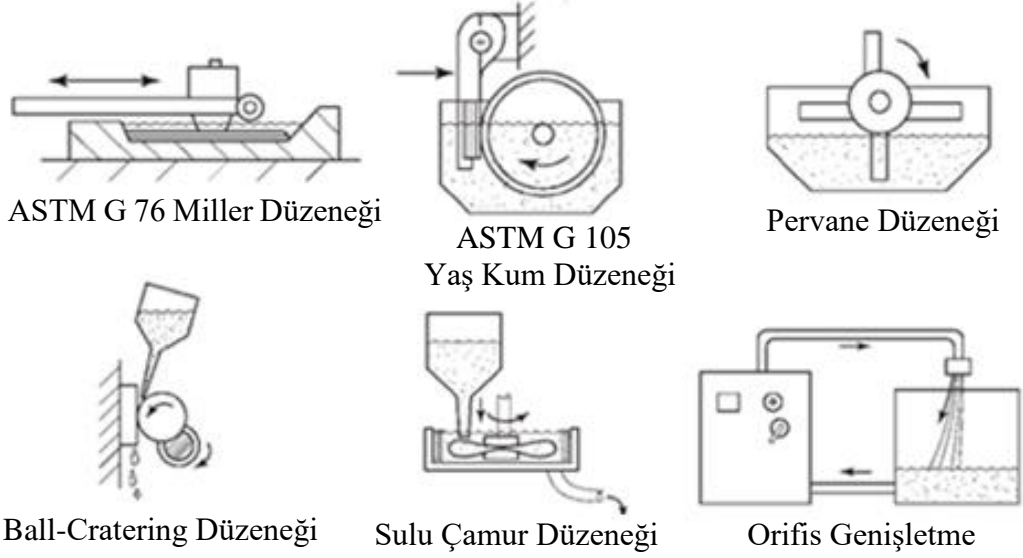 ASTM G 76 Miller Düzeneği
ASTM G 105
Yaş Kum Düzeneği
Pervane Düzeneği
Ball-Cratering Düzeneği
Sulu Çamur Düzeneği
Orifis Genişletme